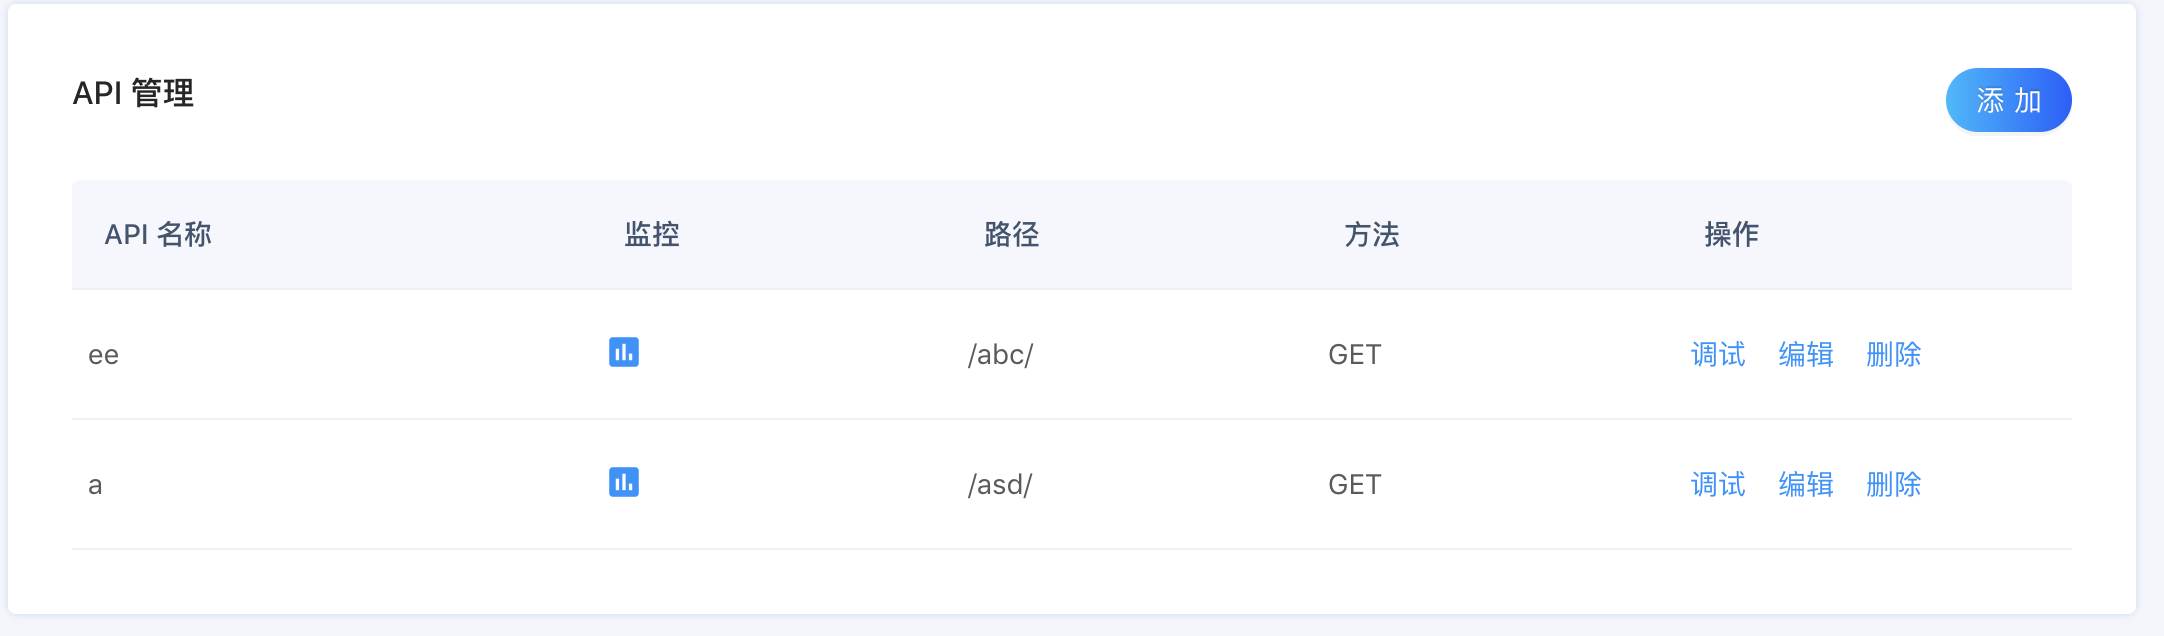 API 管理
添 加
API 名称 监控 路径 方法 操作
ee /abc/ GET 调试 编辑 删除
a /asd/ GET 调试 编辑 删除